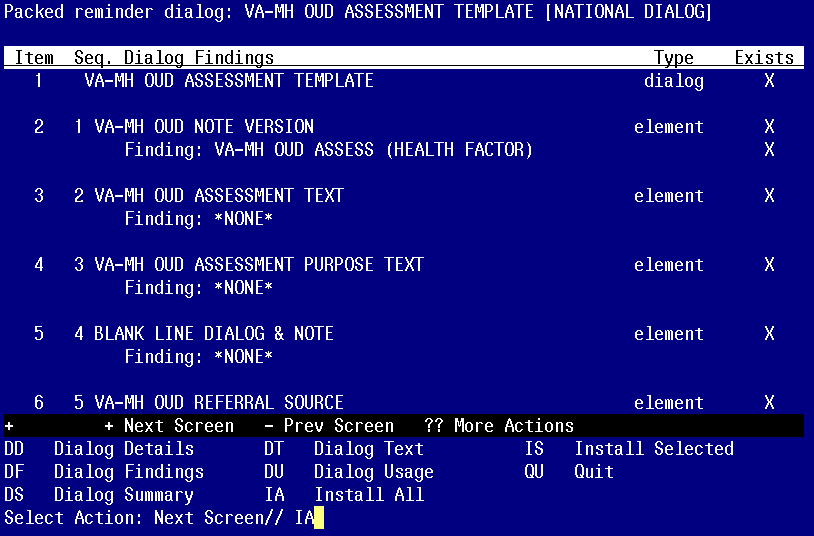 Packed reminder dialog: VA-MH OUD ASSESSMENT TEMPLATE [NATIONAL DIALOG]
Item Seq. Dialog Findings Type Exists
1 VA-MH OUD ASSESSMENT TEMPLATE dialog X
2 1 VA-MH OUD NOTE VERSION element X
Finding: VA-MH OUD ASSESS (HEALTH FACTOR) X
3 2 VA-MH OUD ASSESSMENT TEXT element X
Finding: *NONE*
4 3 VA-MH OUD ASSESSMENT PURPOSE TEXT element X
Finding: *NONE*
5 4 BLANK LINE DIALOG & NOTE element X
Finding: *NONE*
6 5 VA-MH OUD REFERRAL SOURCE element X
+ + Next Screen - Prev Screen ?? More Actions
DD Dialog Details DT Dialog Text IS Install Selected
DF Dialog Findings DU Dialog Usage QU Quit
DS Dialog Summary IA Install All
Select Action: Next Screen// IA